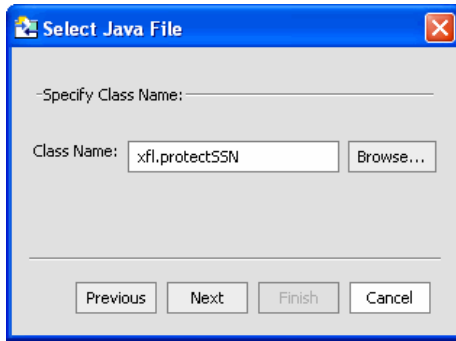 Select Java File
Specify Class Name:
Class Name: xfl.protectSSN Browse...
Previous Next Finish Cancel